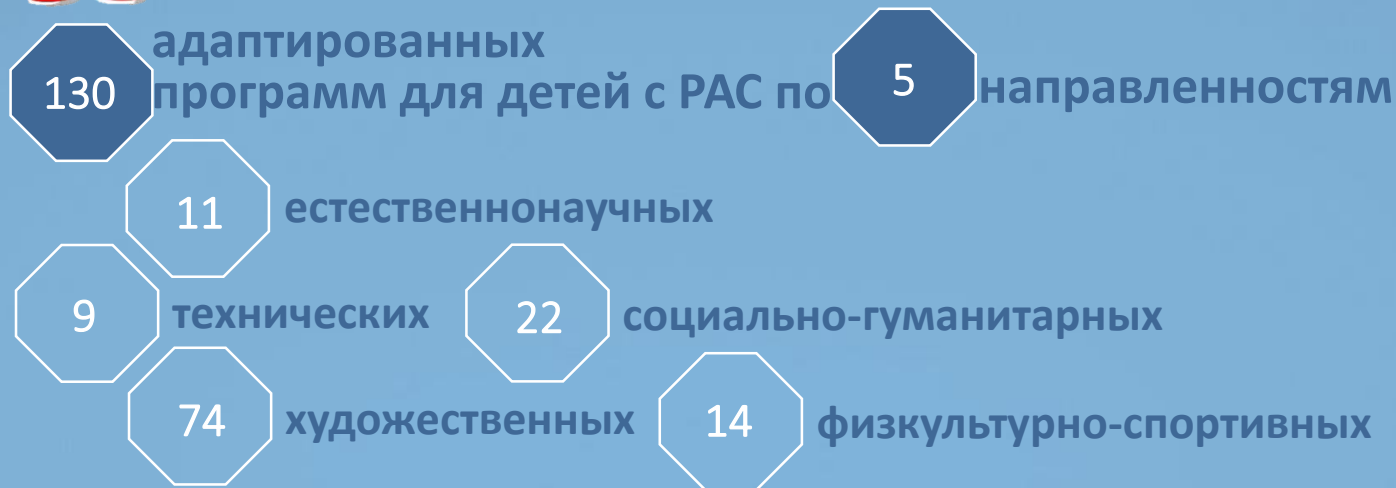 адаптированных
130 программ для детей с РАС по 5 направленностям
11 естественнонаучных
9 технических 22 социально-гуманитарных
74 художественных 14 физкультурно-спортивных